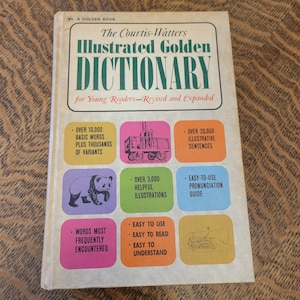 A GOLDEN BOOK
The Courtis-Watters
Illustrated Golden
DICTIONARY
for Young Readers—Revised and Expanded
• OVER 10,000
BASIC WORDS
PLUS THOUSANDS
OF VARIANTS
• OVER 20,000
ILLUSTRATIVE
SENTENCES
• OVER 3,000
HELPFUL
ILLUSTRATIONS
• EASY-TO-USE
PRONUNCIATION
GUIDE
• WORDS MOST
FREQUENTLY
ENCOUNTERED
• EASY TO USE
• EASY TO READ
• EASY TO
UNDERSTAND